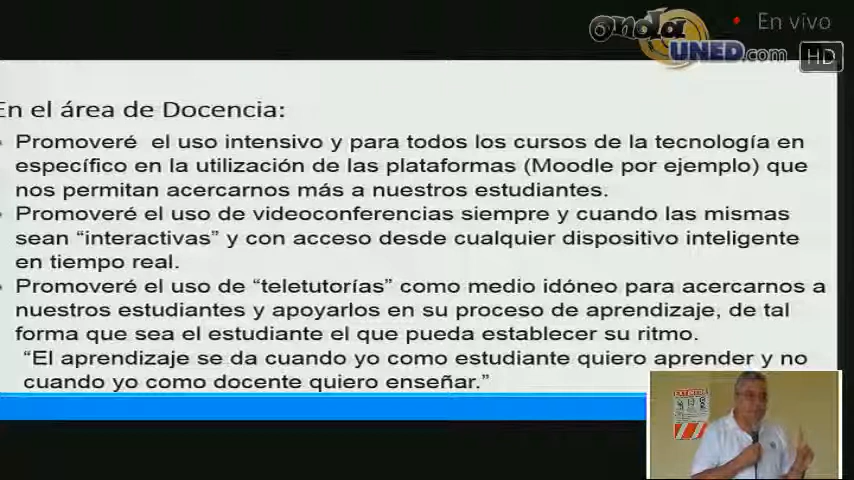 onda
UNED.com
En vivo
HD
En el área de Docencia:
Promoveré el uso intensivo y para todos los cursos de la tecnología en
específico en la utilización de las plataformas (Moodle por ejemplo) que
nos permitan acercarnos más a nuestros estudiantes.
Promoveré el uso de videoconferencias siempre y cuando las mismas
sean “interactivas” y con acceso desde cualquier dispositivo inteligente
en tiempo real.
Promoveré el uso de “teletutorías” como medio idóneo para acercarnos a
nuestros estudiantes y apoyarlos en su proceso de aprendizaje, de tal
forma que sea el estudiante el que pueda establecer su ritmo.
“El aprendizaje se da cuando yo como estudiante quiero aprender y no
cuando yo como docente quiero enseñar.”